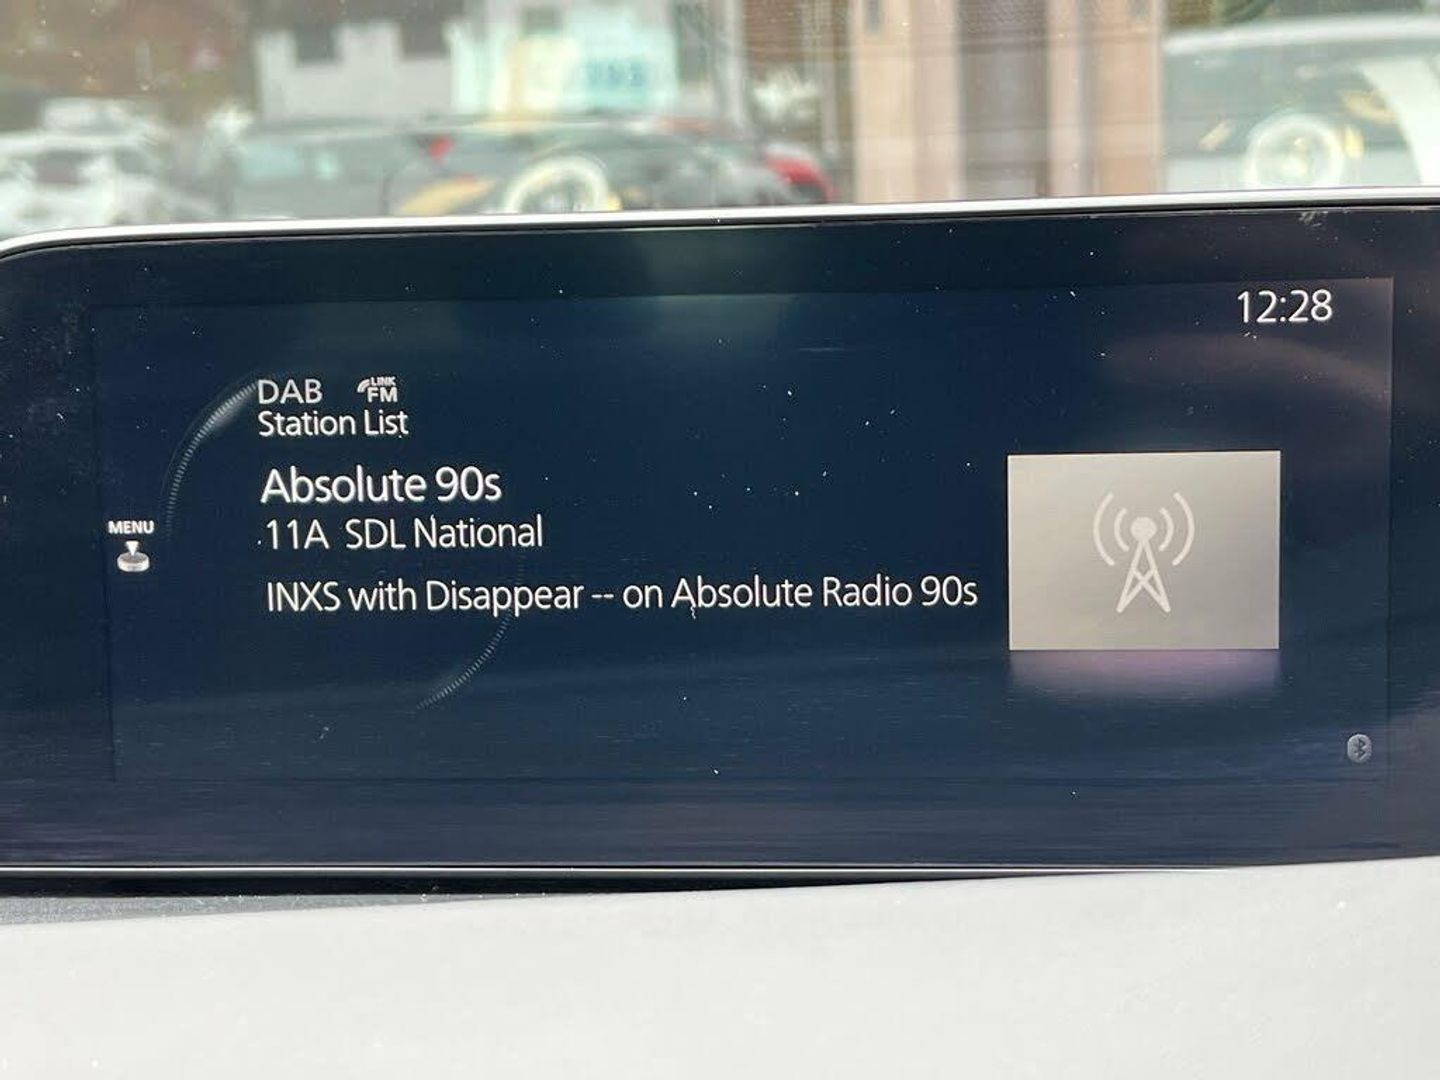 12:28
DAB LINK FM
Station List
Absolute 90s
MENU
11A SDL National
INXS with Disappear -- on Absolute Radio 90s